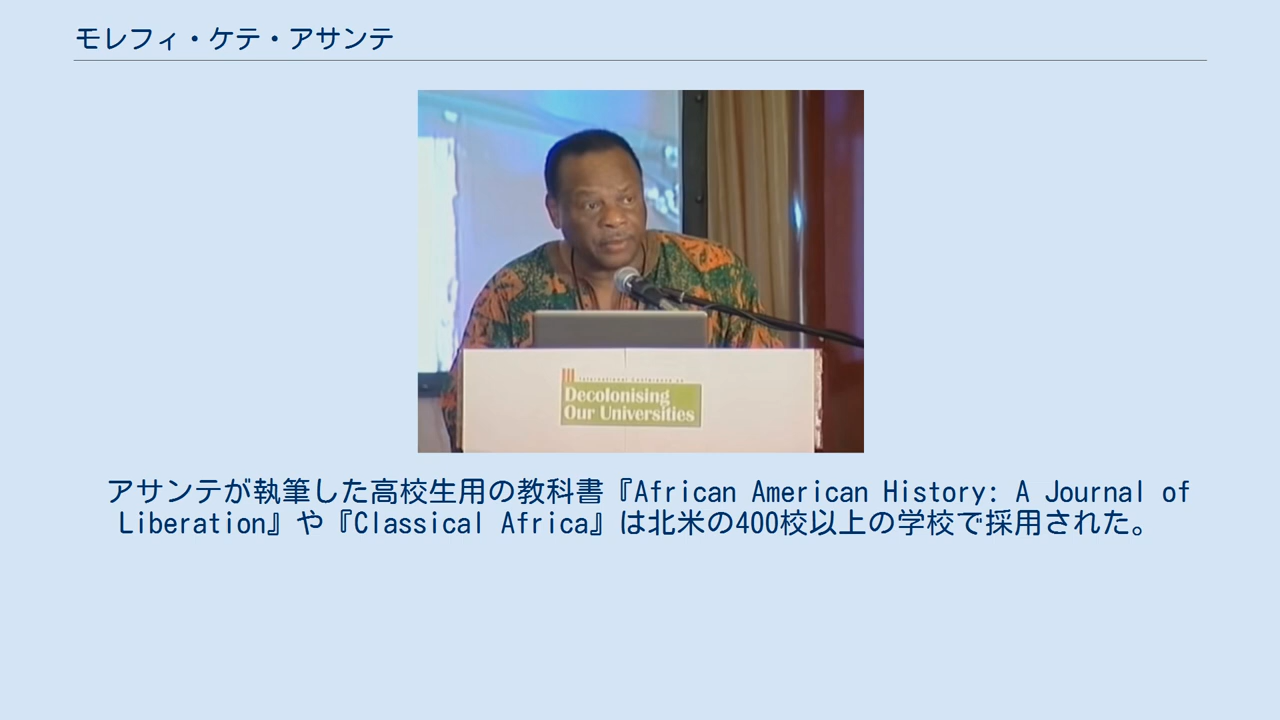 モレフィ・ケテ・アサンテ
International Conference on
Decolonising
Our Universities
アサンテが執筆した高校生用の教科書『African American History: A Journal of
Liberation』や『Classical Africa』は北米の400校以上の学校で採用された。